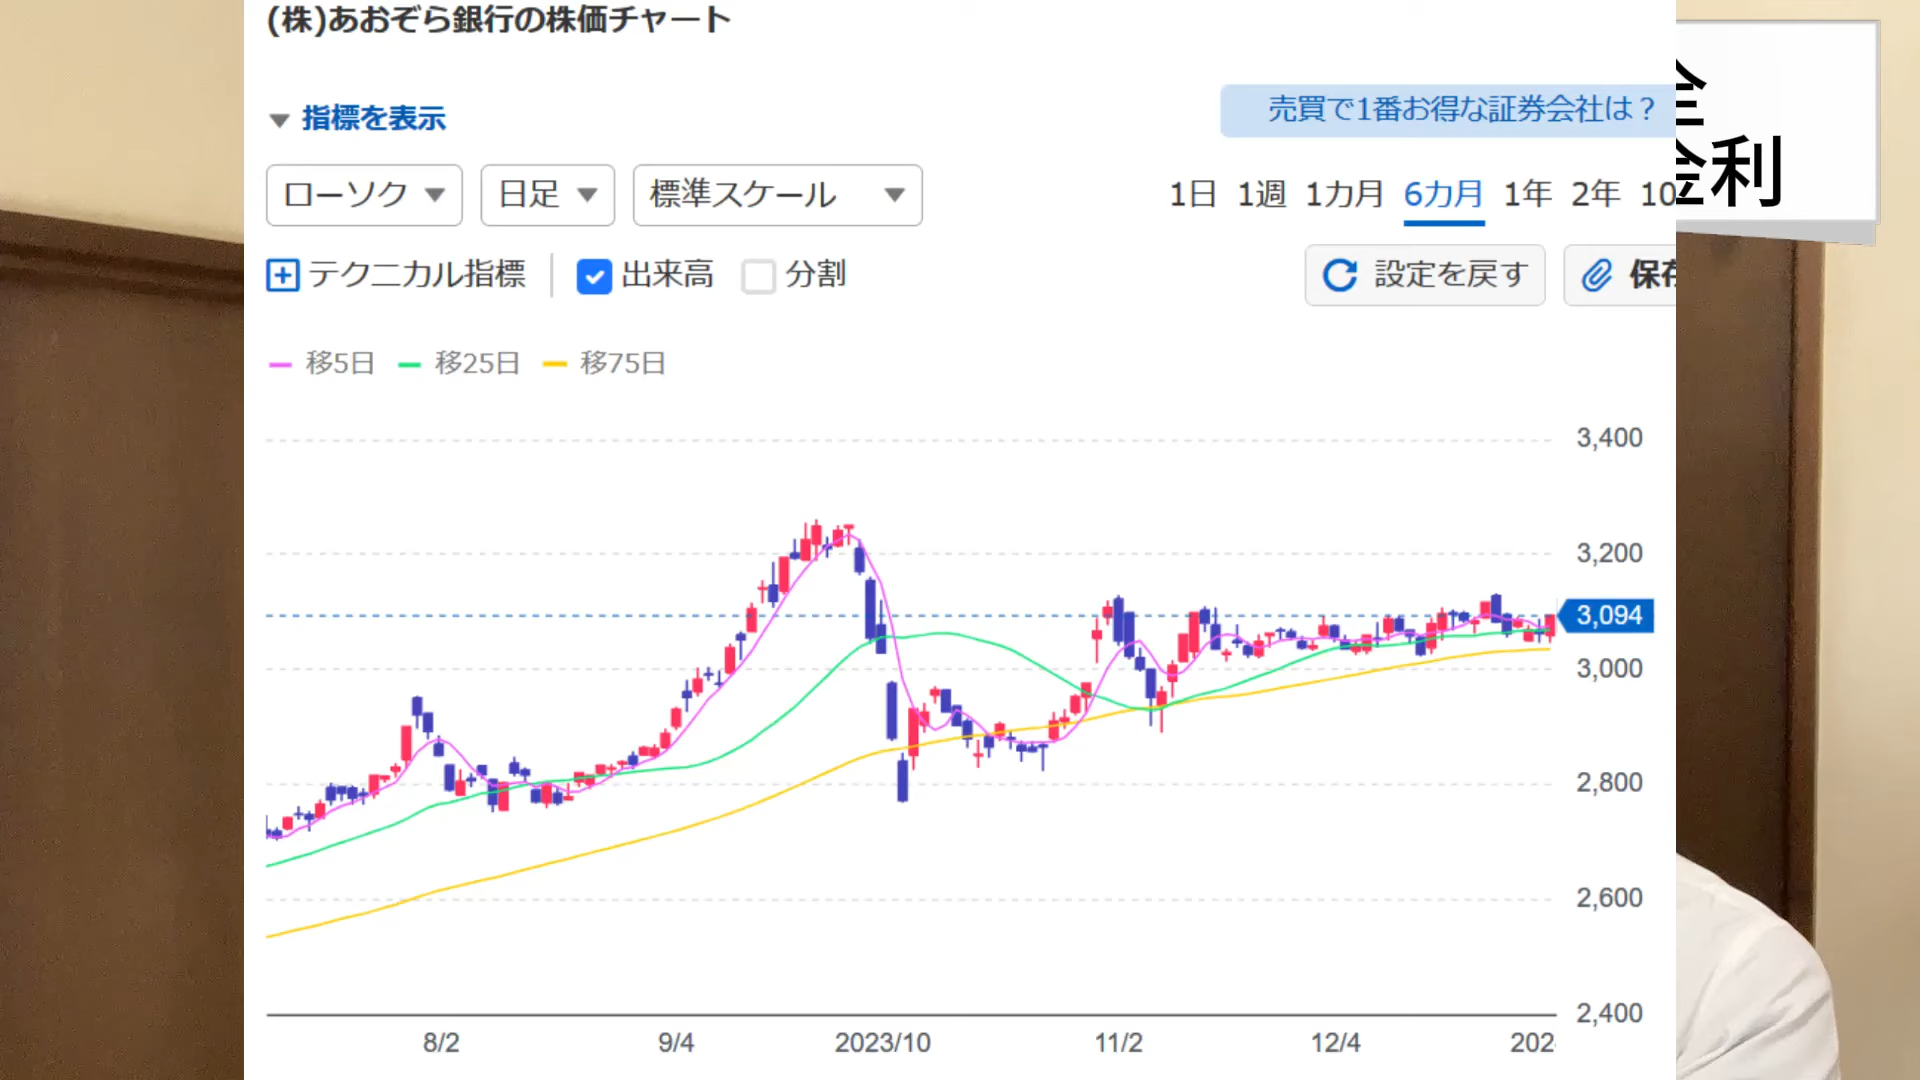 (株)あおぞら銀行の株価チャート
売買で1番お得な証券会社は？
▼ 指標を表示
ローソク ▼ 日足 ▼ 標準スケール ▼ 1日 1週 1カ月 6カ月 1年 2年 10
金利
テクニカル指標 出来高 分割 設定を戻す 保存
移5日 移25日 移75日
3,400
3,200
3,094
3,000
2,800
2,600
2,400
8/2 9/4 2023/10 11/2 12/4 202